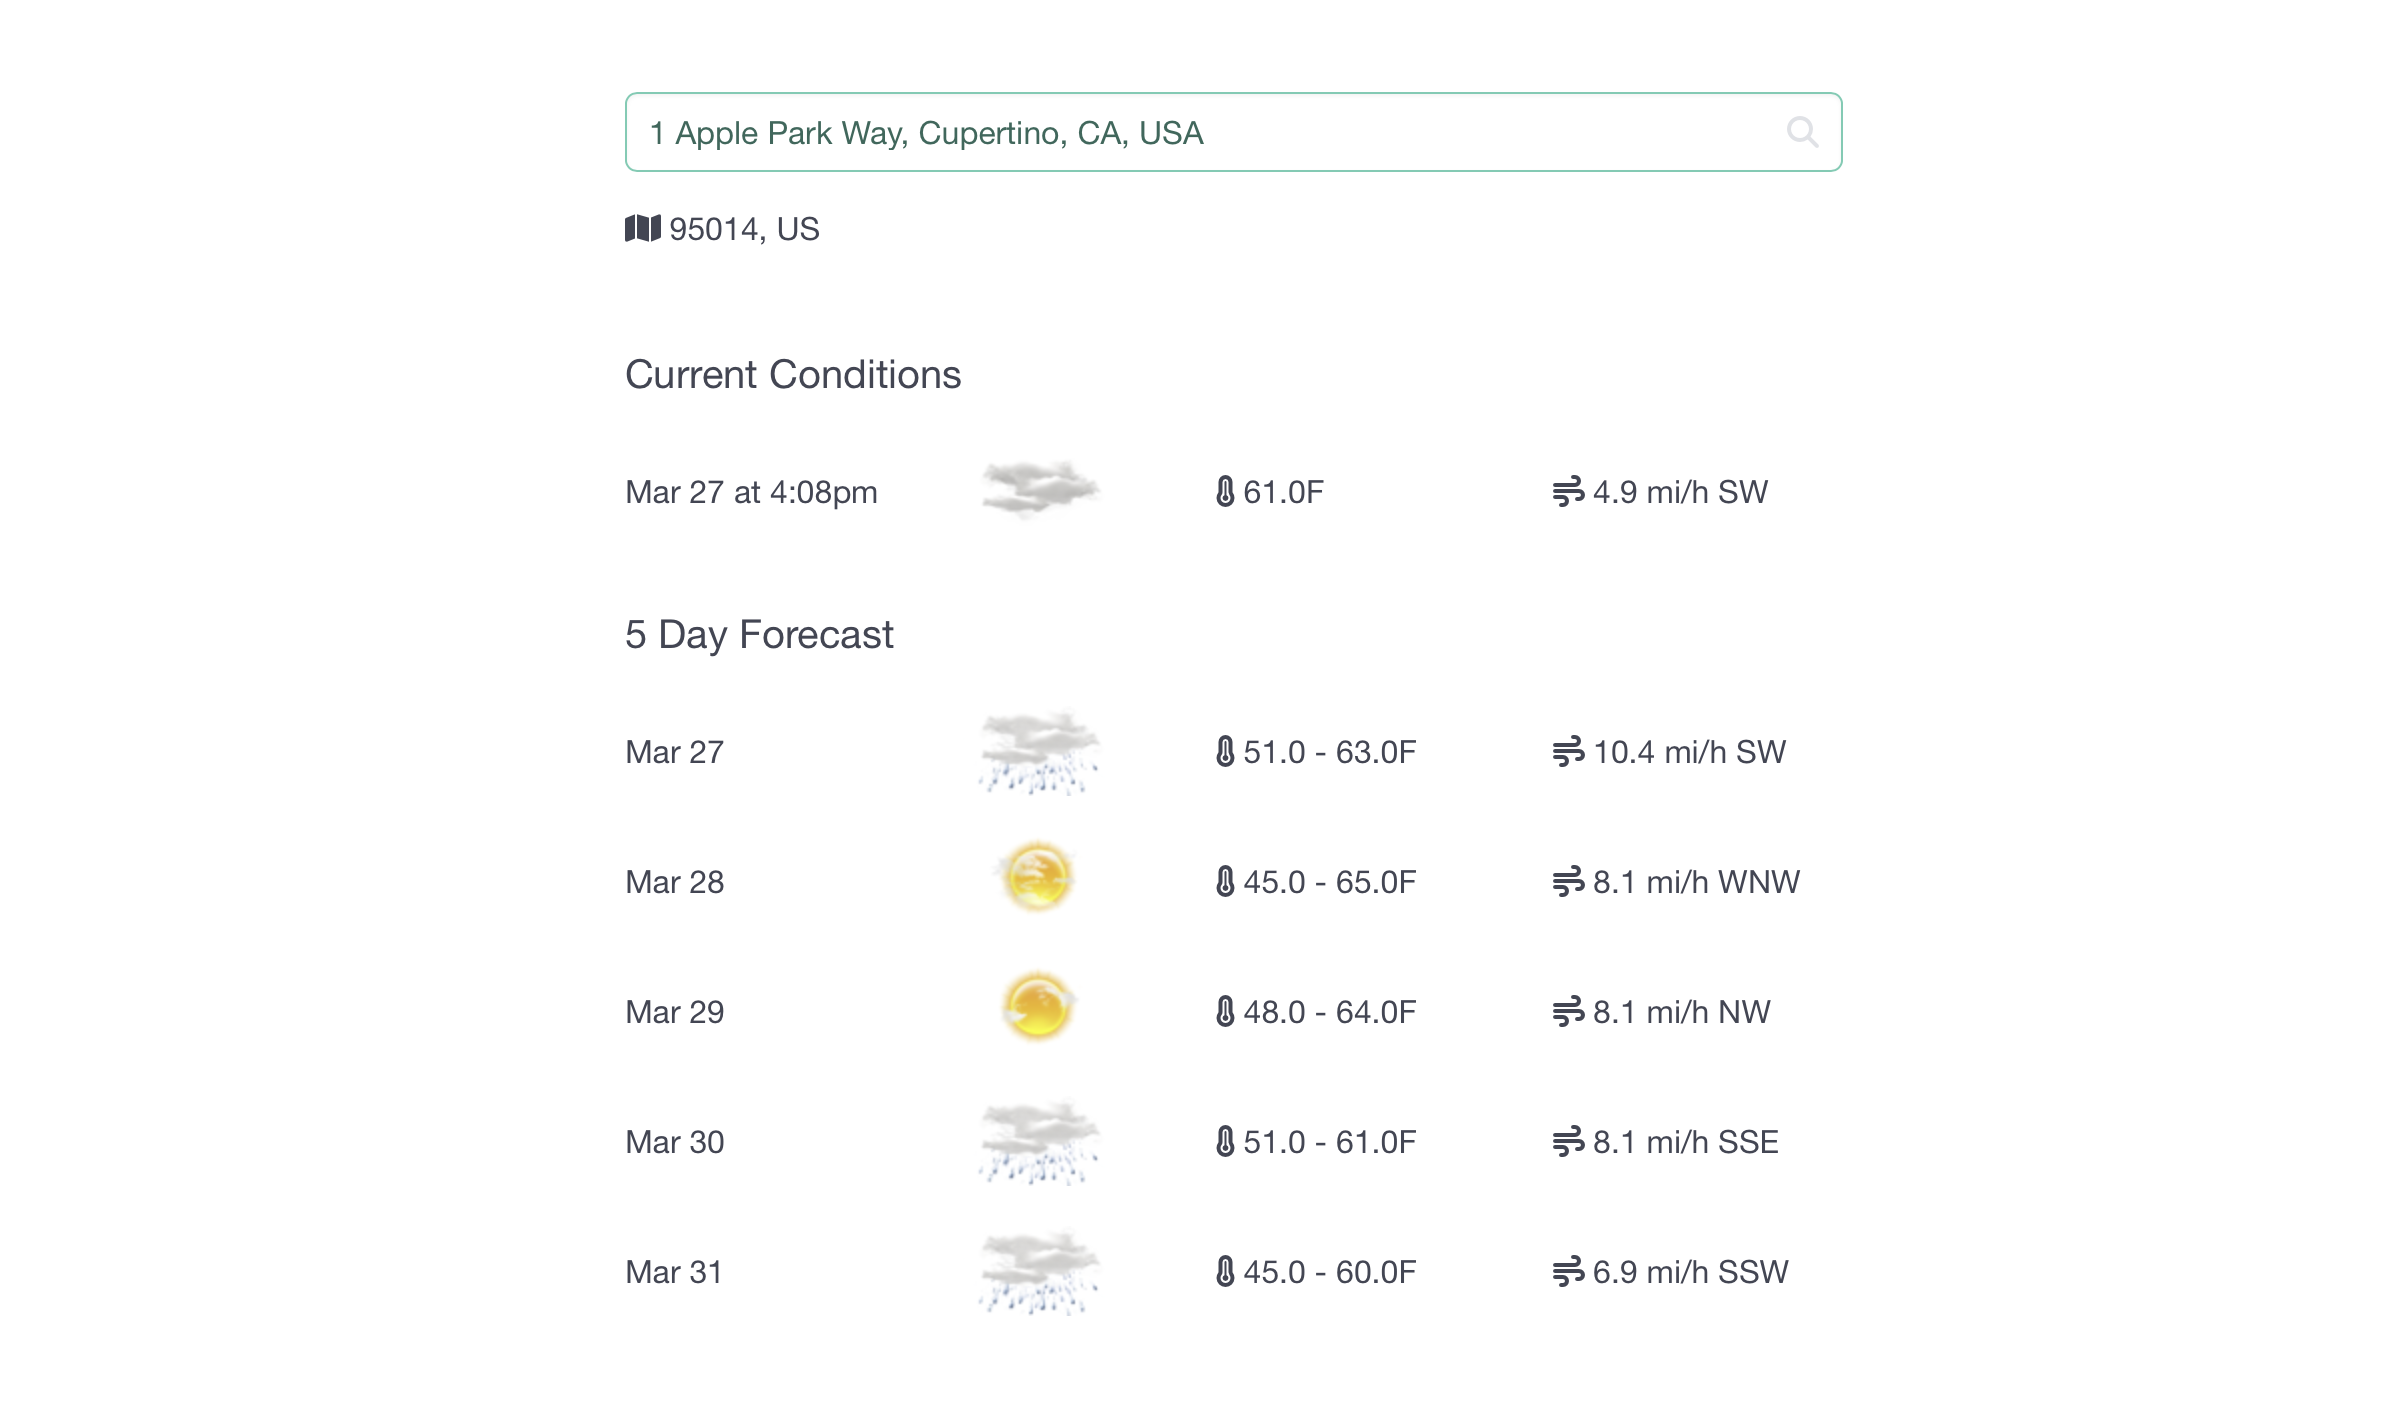 1 Apple Park Way, Cupertino, CA, USA
95014, US
Current Conditions
Mar 27 at 4:08pm 61.0F 4.9 mi/h SW
5 Day Forecast
Mar 27 51.0 - 63.0F 10.4 mi/h SW
Mar 28 45.0 - 65.0F 8.1 mi/h WNW
Mar 29 48.0 - 64.0F 8.1 mi/h NW
Mar 30 51.0 - 61.0F 8.1 mi/h SSE
Mar 31 45.0 - 60.0F 6.9 mi/h SSW